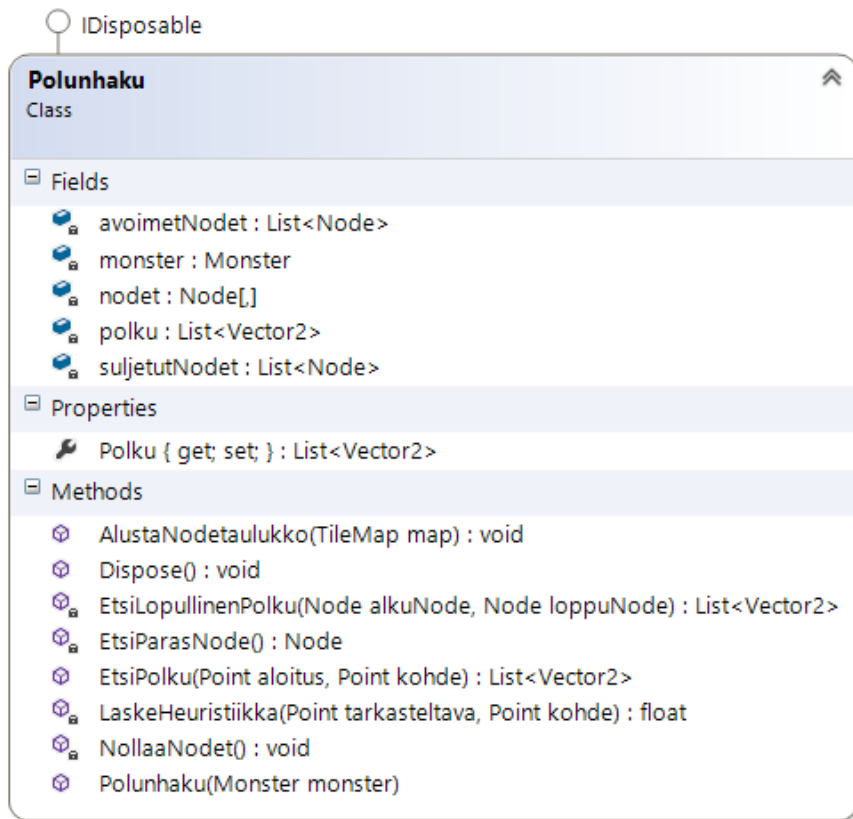 IDisposable
Polunhaku
Class
Fields
avoimetNodet : List<Node>
monster : Monster
nodet : Node[,]
polku : List<Vector2>
suljetutNodet : List<Node>
Properties
Polku { get; set; } : List<Vector2>
Methods
AlustaNodetaulukko(TileMap map) : void
Dispose() : void
EtsiLopullinenPolku(Node alkuNode, Node loppuNode) : List<Vector2>
EtsiParasNode() : Node
EtsiPolku(Point aloitus, Point kohde) : List<Vector2>
LaskeHeuristiikka(Point tarkasteltava, Point kohde) : float
NollaaNodet() : void
Polunhaku(Monster monster)